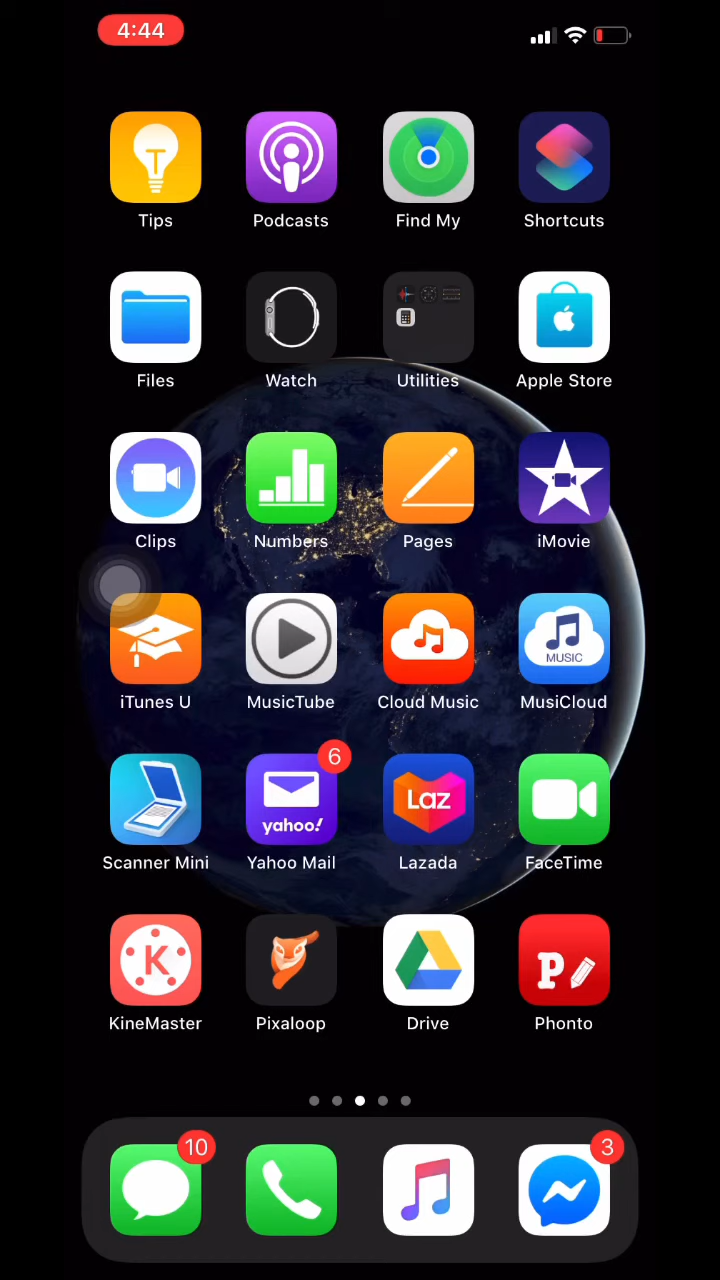 4:44
Tips Podcasts Find My Shortcuts
Files Watch Utilities Apple Store
Clips Numbers Pages iMovie
MUSIC
iTunes U MusicTube Cloud Music MusiCloud
6
yahoo!
Laz
Scanner Mini Yahoo Mail Lazada FaceTime
K
P
KineMaster Pixaloop Drive Phonto
10
3